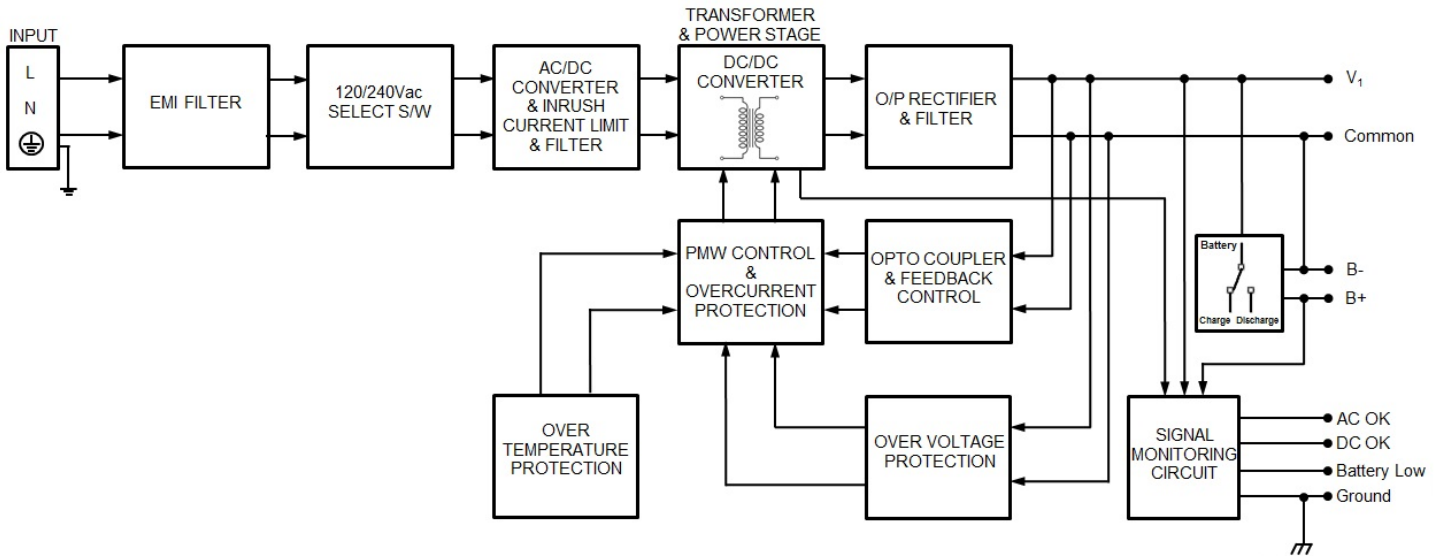 INPUT
L
N
EMI FILTER
120/240Vac
SELECT S/W
AC/DC
CONVERTER
& INRUSH
CURRENT LIMIT
& FILTER
TRANSFORMER
& POWER STAGE
DC/DC
CONVERTER
O/P RECTIFIER
& FILTER
V₁
Common
PMW CONTROL
&
OVERCURRENT
PROTECTION
OPTO COUPLER
& FEEDBACK
CONTROL
Battery
Charge Discharge
B-
B+
OVER
TEMPERATURE
PROTECTION
OVER VOLTAGE
PROTECTION
SIGNAL
MONITORING
CIRCUIT
AC OK
DC OK
Battery Low
Ground